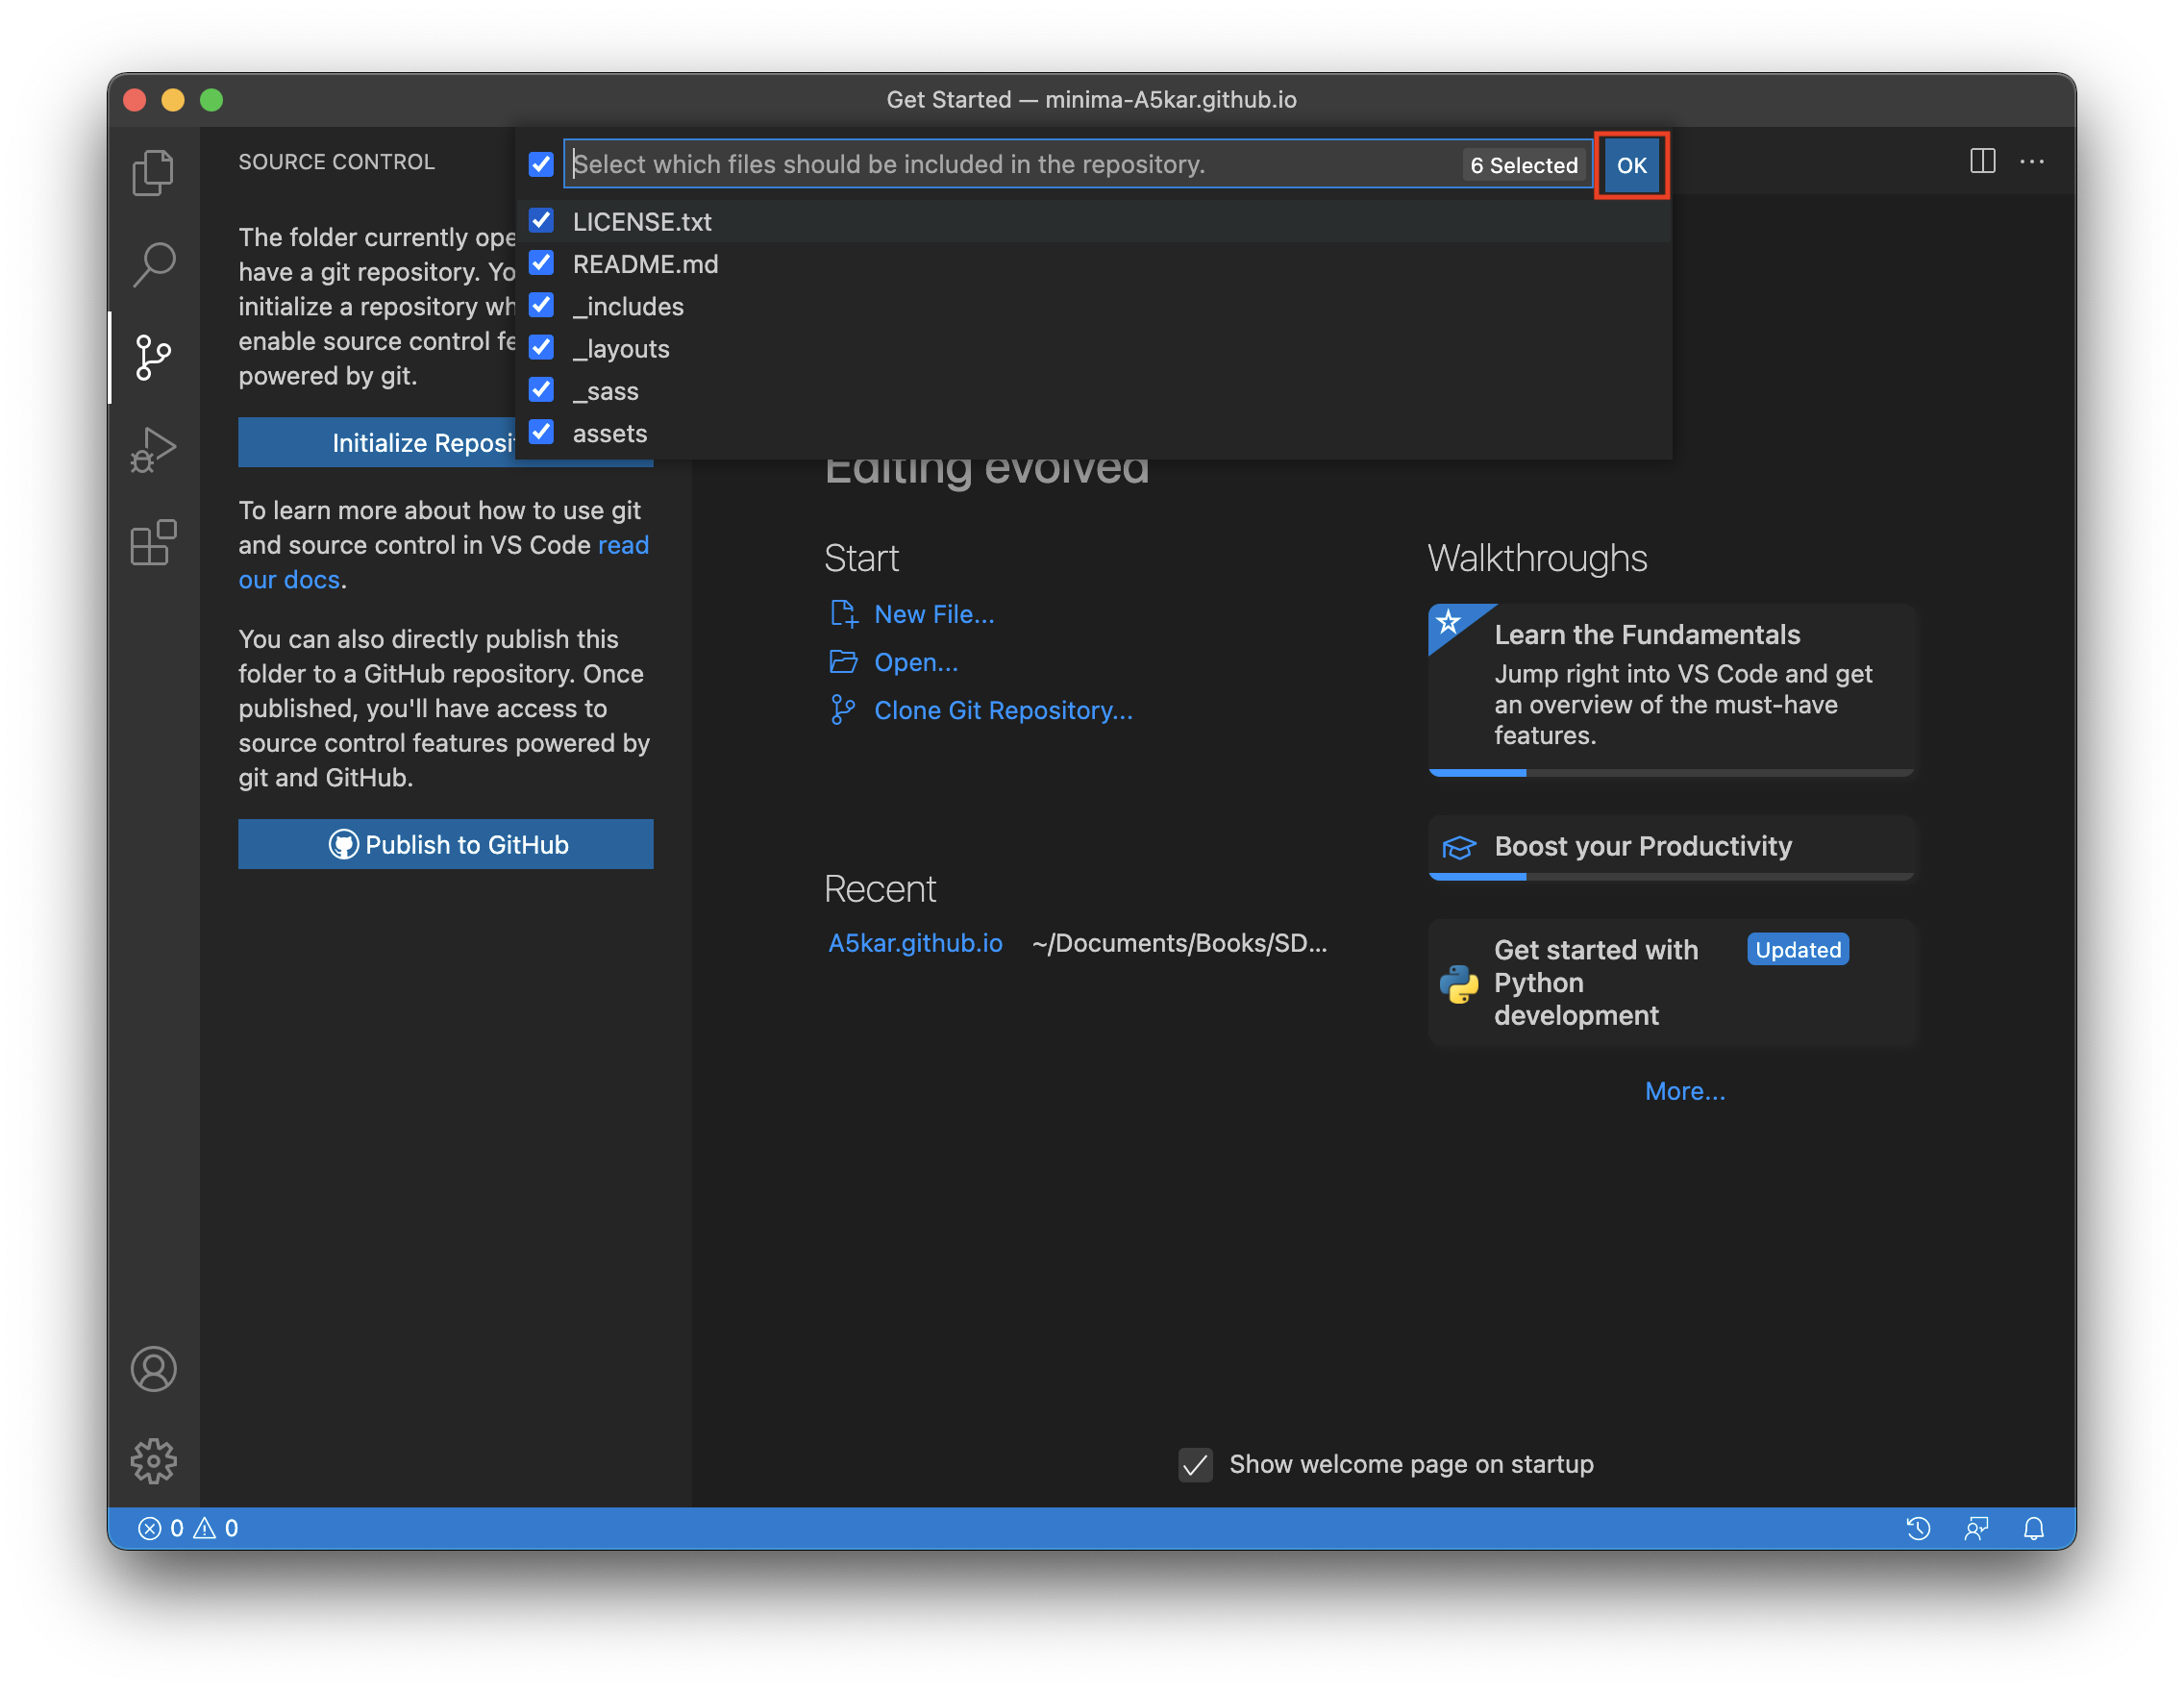 Get Started — minima-A5kar.github.io
SOURCE CONTROL
Select which files should be included in the repository.
6 Selected
OK
LICENSE.txt
README.md
_includes
_layouts
_sass
assets
The folder currently ope
have a git repository. Yo
initialize a repository wh
enable source control fe
powered by git.
Initialize Reposi
To learn more about how to use git
and source control in VS Code read
our docs.
You can also directly publish this
folder to a GitHub repository. Once
published, you'll have access to
source control features powered by
git and GitHub.
Publish to GitHub
Editing evolved
Start
New File...
Open...
Clone Git Repository...
Recent
A5kar.github.io ~/Documents/Books/SD...
Walkthroughs
Learn the Fundamentals
Jump right into VS Code and get
an overview of the must-have
features.
Boost your Productivity
Get started with
Python
development
Updated
More...
Show welcome page on startup
0 0